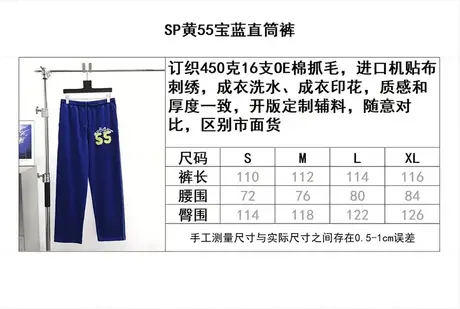 SP黄55宝蓝直筒裤
订织450克16支OE棉抓毛，进口机贴布
刺绣，成衣洗水、成衣印花，质感和
厚度一致，开版定制辅料，随意对
比，区别市面货
尺码 S M L XL
裤长 110 112 114 116
腰围 72 76 80 84
臀围 114 118 122 126
手工测量尺寸与实际尺寸之间存在0.5-1cm误差
55